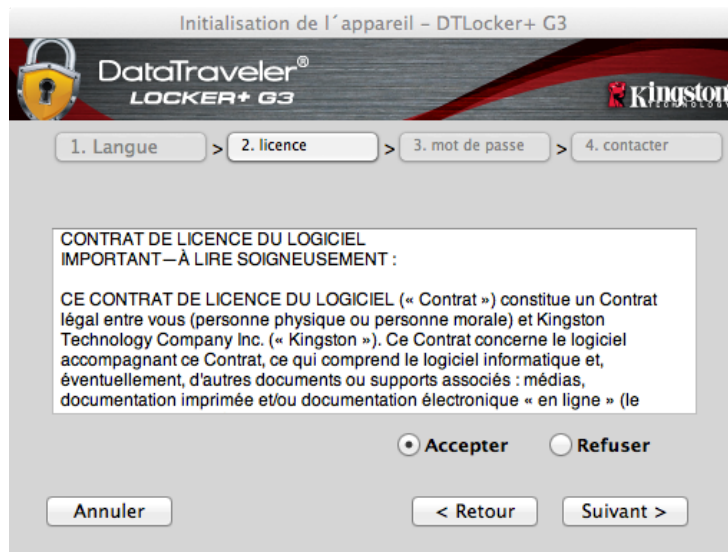 Initialisation de l´appareil – DTLocker+ G3
DataTraveler®
LOCKER+ G3
Kingston
TECHNOLOGY
1. Langue > 2. licence > 3. mot de passe > 4. contacter
CONTRAT DE LICENCE DU LOGICIEL
IMPORTANT—À LIRE SOIGNEUSEMENT :
CE CONTRAT DE LICENCE DU LOGICIEL (« Contrat ») constitue un Contrat
légal entre vous (personne physique ou personne morale) et Kingston
Technology Company Inc. (« Kingston »). Ce Contrat concerne le logiciel
accompagnant ce Contrat, ce qui comprend le logiciel informatique et,
éventuellement, d'autres documents ou supports associés : médias,
documentation imprimée et/ou documentation électronique « en ligne » (le
Accepter Refuser
Annuler < Retour Suivant >